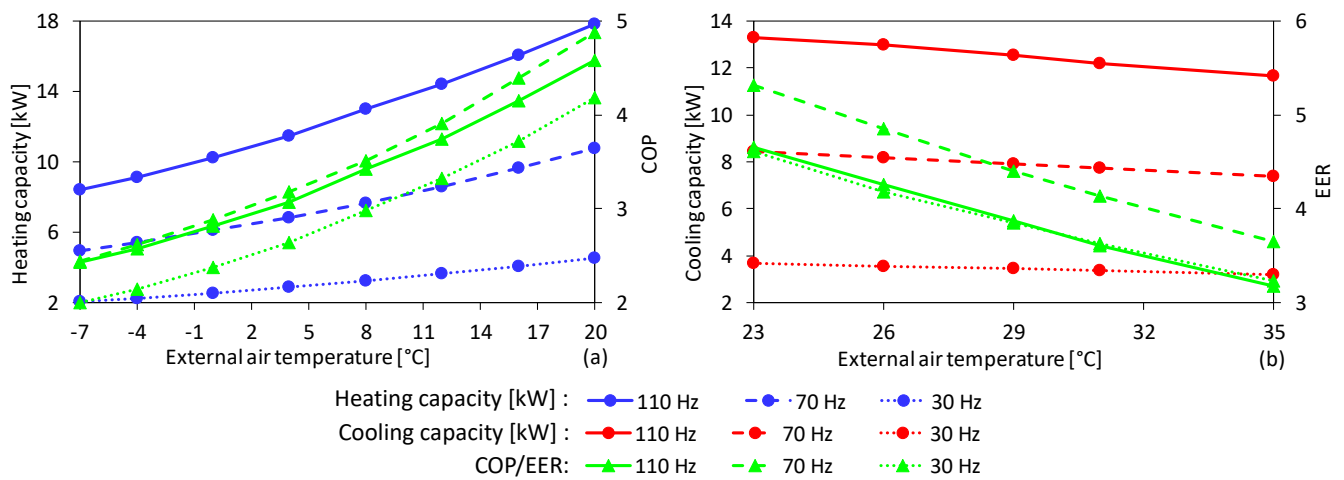 18 5 14 6
14 4 12 5
10 10
8
6 3 6 4
4
2 2 2 3
Heating capacity [kW]
COP
Cooling capacity [kW]
EER
-7 -4 -1 2 5 8 11 14 17 20 23 26 29 32 35
External air temperature [°C] (a) External air temperature [°C] (b)
Heating capacity [kW] : 110 Hz 70 Hz 30 Hz
Cooling capacity [kW] : 110 Hz 70 Hz 30 Hz
COP/EER: 110 Hz 70 Hz 30 Hz